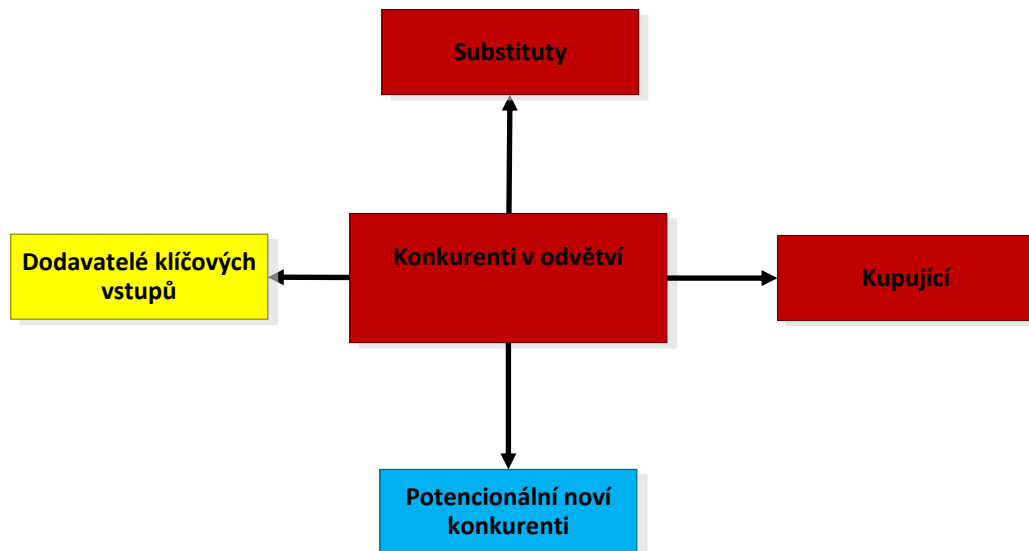 Substituty
Dodavatelé klíčových
vstupů
Konkurenti v odvětví
Kupující
Potencionální noví
konkurenti